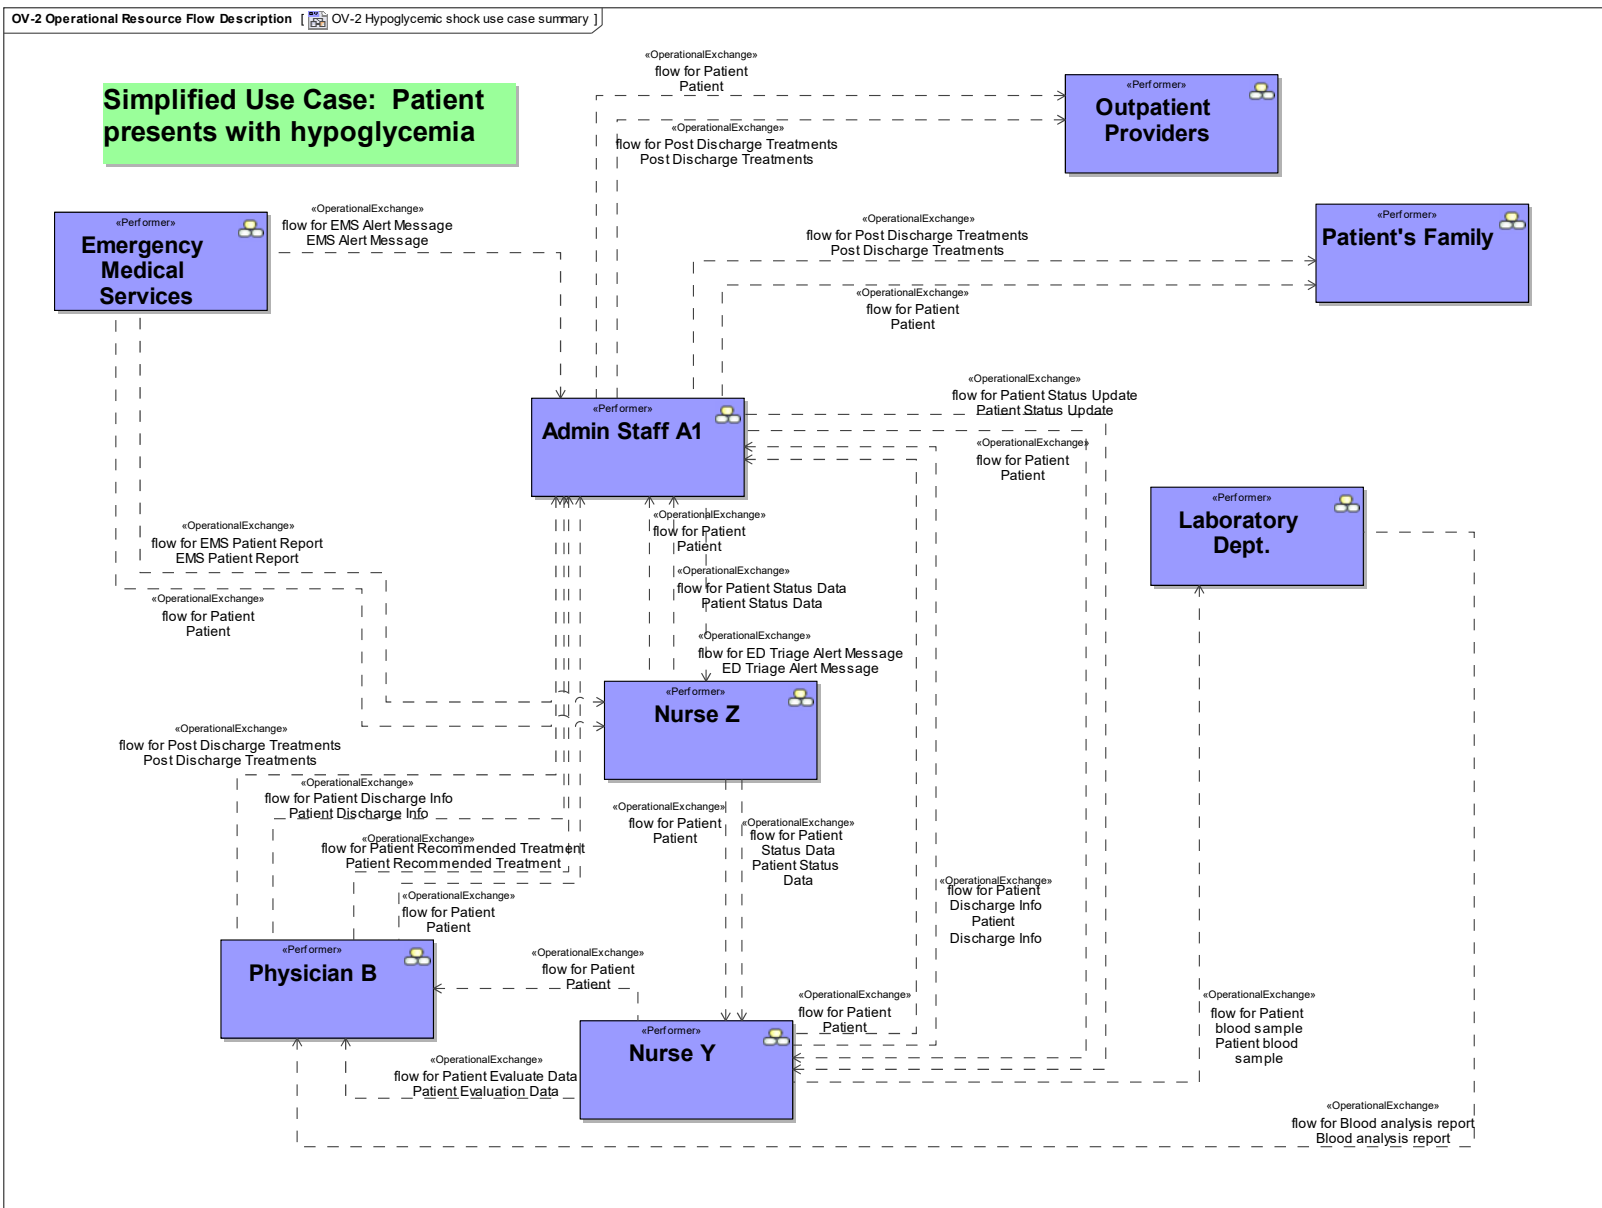 OV-2 Operational Resource Flow Description [ OV-2 Hypoglycemic shock use case summary ]
Simplified Use Case: Patient
presents with hypoglycemia
«OperationalExchange»
flow for Patient
Patient
«OperationalExchange»
flow for Post Discharge Treatments
Post Discharge Treatments
«Performer»
Outpatient
Providers
«Performer»
Emergency
Medical
Services
«OperationalExchange»
flow for EMS Alert Message
EMS Alert Message
«OperationalExchange»
flow for Post Discharge Treatments
Post Discharge Treatments
«Performer»
Patient's Family
«OperationalExchange»
flow for Patient
Patient
«Performer»
Admin Staff A1
«OperationalExchange»
flow for Patient Status Update
Patient Status Update
«OperationalExchange»
flow for Patient
Patient
«Performer»
Laboratory
Dept.
«OperationalExchange»
flow for EMS Patient Report
EMS Patient Report
«OperationalExchange»
flow for Patient
Patient
«OperationalExchange»
flow for Patient
Patient
«OperationalExchange»
flow for Patient Status Data
Patient Status Data
«OperationalExchange»
flow for ED Triage Alert Message
ED Triage Alert Message
«Performer»
Nurse Z
«OperationalExchange»
flow for Post Discharge Treatments
Post Discharge Treatments
«OperationalExchange»
flow for Patient Discharge Info
Patient Discharge Info
«OperationalExchange»
flow for Patient Recommended Treatment
Patient Recommended Treatment
«OperationalExchange»
flow for Patient
Patient
«OperationalExchange»
flow for Patient
Patient
«OperationalExchange»
flow for Patient
Status Data
Patient Status
Data
«OperationalExchange»
flow for Patient
Discharge Info
Patient
Discharge Info
«Performer»
Physician B
«OperationalExchange»
flow for Patient
Patient
«OperationalExchange»
flow for Patient
Patient
«OperationalExchange»
flow for Patient
blood sample
Patient blood
sample
«Performer»
Nurse Y
«OperationalExchange»
flow for Patient Evaluate Data
Patient Evaluation Data
«OperationalExchange»
flow for Blood analysis report
Blood analysis report